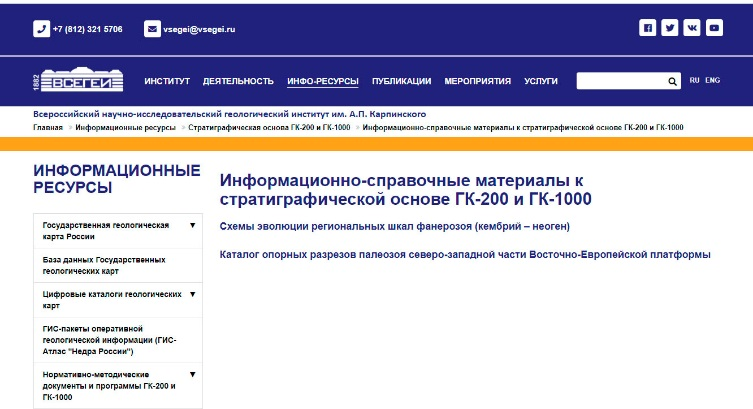 +7 (812) 321 5706
vsegei@vsegei.ru
1882
ВСЕГЕИ
ИНСТИТУТ
ДЕЯТЕЛЬНОСТЬ
ИНФО-РЕСУРСЫ
ПУБЛИКАЦИИ
МЕРОПРИЯТИЯ
УСЛУГИ
RU ENG
Всероссийский научно-исследовательский геологический институт им. А.П. Карпинского
Главная » Информационные ресурсы » Стратиграфическая основа ГК-200 и ГК-1000 » Информационно-справочные материалы к стратиграфической основе ГК-200 и ГК-1000
ИНФОРМАЦИОННЫЕ
РЕСУРСЫ
Государственная геологическая
карта России
База данных Государственных
геологических карт
Цифровые каталоги геологических
карт
ГИС-пакеты оперативной
геологической информации (ГИС-
Атлас "Недра России")
Нормативно-методические
документы и программы ГК-200 и
ГК-1000
Информационно-справочные материалы к
стратиграфической основе ГК-200 и ГК-1000
Схемы эволюции региональных шкал фанерозоя (кембрий – неоген)
Каталог опорных разрезов палеозоя северо-западной части Восточно-Европейской платформы